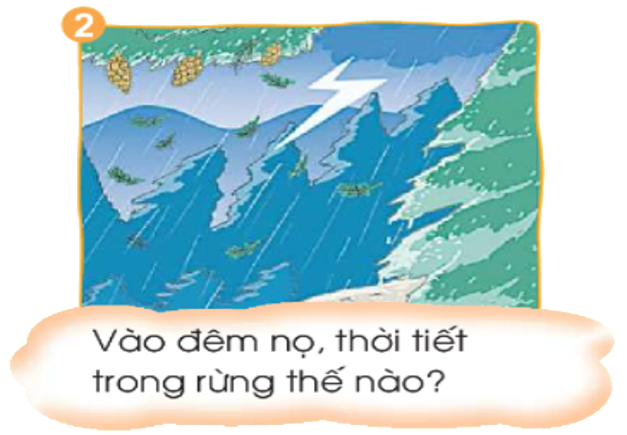 2
Vào đêm nọ, thời tiết
trong rừng thế nào?